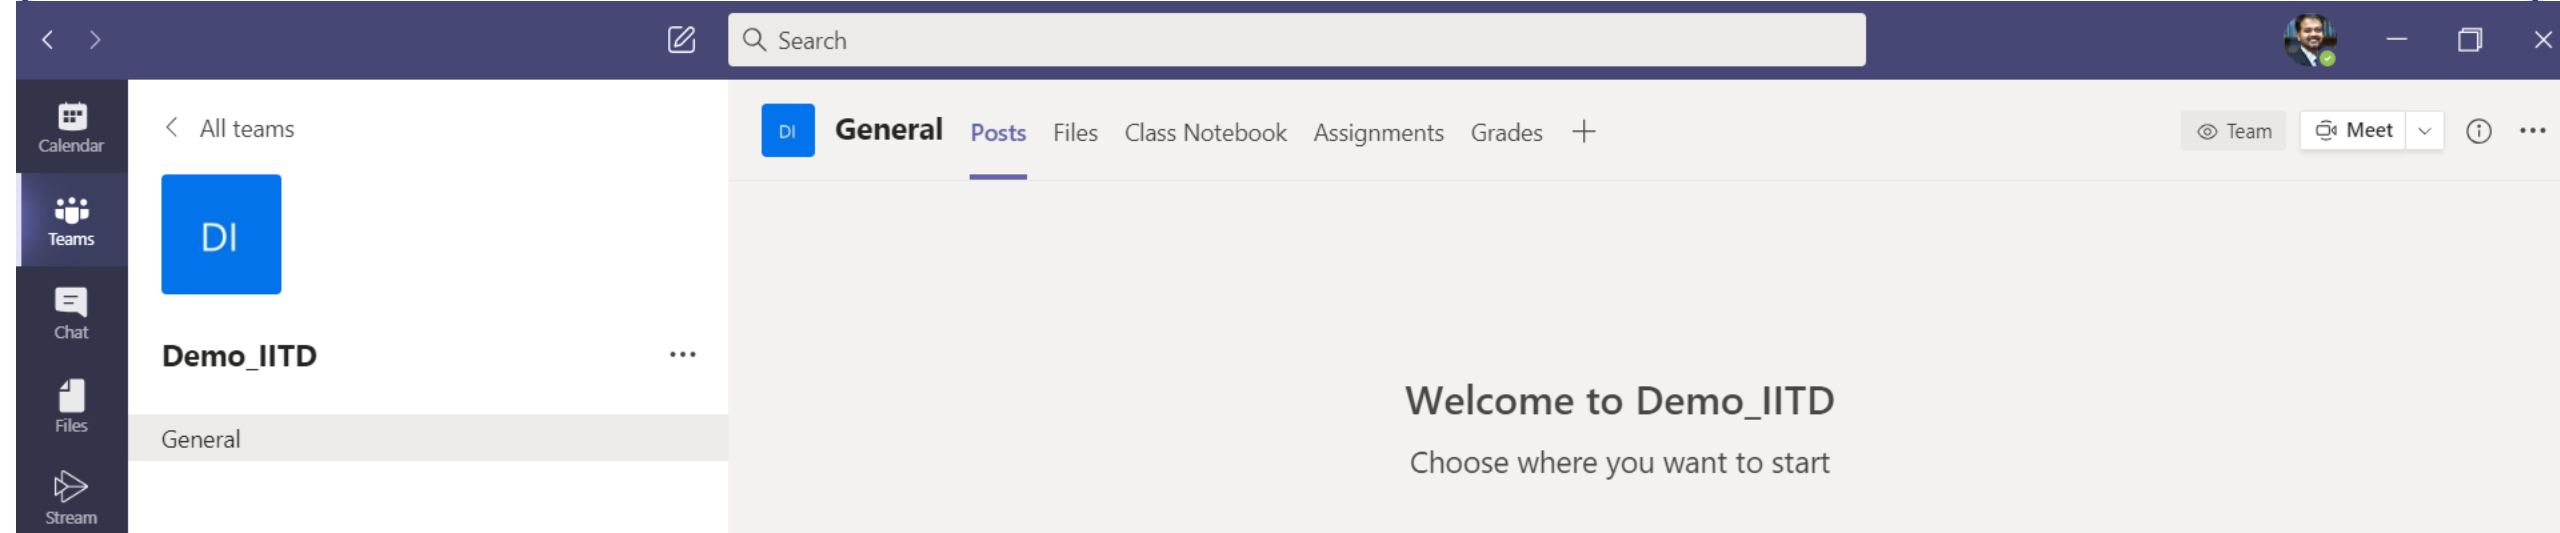 Search
Calendar
Teams
Chat
Files
Stream
All teams
DI
Demo_IITD
General
DI General Posts Files Class Notebook Assignments Grades
Team Meet
Welcome to Demo_IITD
Choose where you want to start